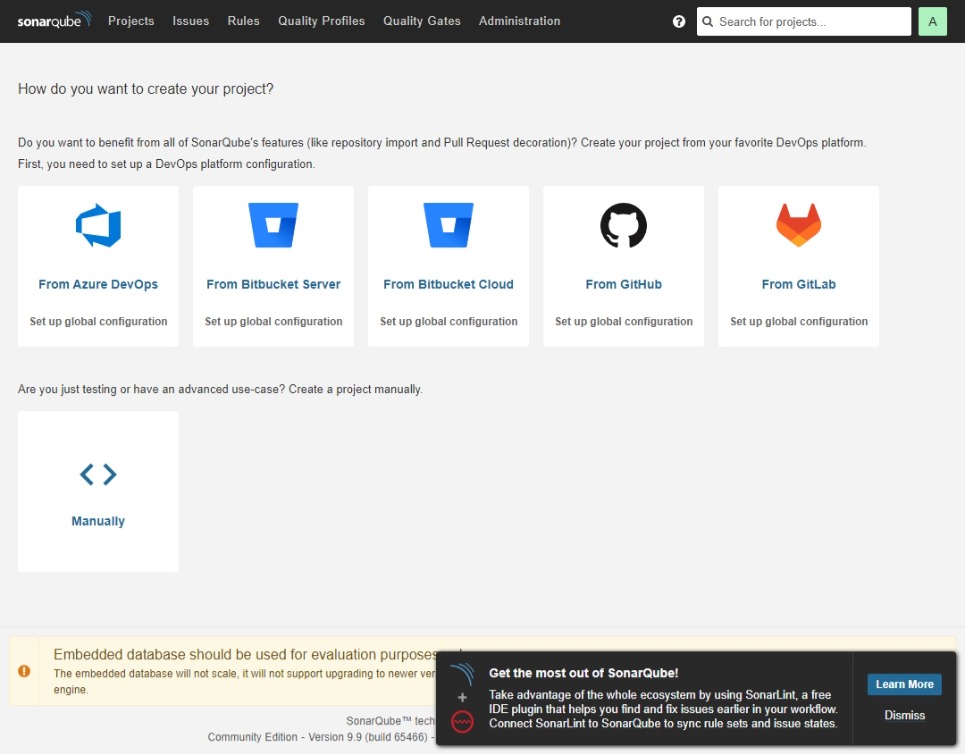 sonarqube Projects Issues Rules Quality Profiles Quality Gates Administration ? Search for projects... A
How do you want to create your project?
Do you want to benefit from all of SonarQube's features (like repository import and Pull Request decoration)? Create your project from your favorite DevOps platform.
First, you need to set up a DevOps platform configuration.
From Azure DevOps From Bitbucket Server From Bitbucket Cloud From GitHub From GitLab
Set up global configuration Set up global configuration Set up global configuration Set up global configuration Set up global configuration
Are you just testing or have an advanced use-case? Create a project manually.
Manually
Embedded database should be used for evaluation purposes
The embedded database will not scale, it will not support upgrading to newer ver
engine.
SonarQube™ tech
Community Edition - Version 9.9 (build 65466) -
Get the most out of SonarQube!
Take advantage of the whole ecosystem by using SonarLint, a free
IDE plugin that helps you find and fix issues earlier in your workflow.
Connect SonarLint to SonarQube to sync rule sets and issue states.
Learn More
Dismiss